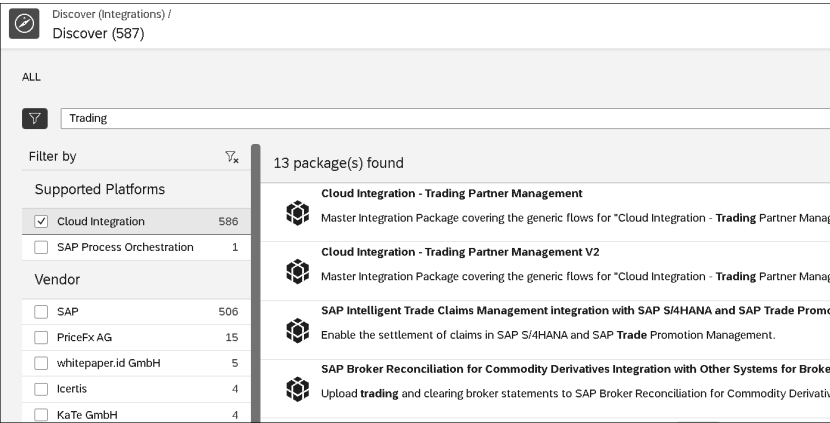 Discover (Integrations) /
Discover (587)
ALL
Trading
Filter by
Supported Platforms
Cloud Integration 586
SAP Process Orchestration 1
Vendor
SAP 506
PriceFx AG 15
whitepaper.id GmbH 5
Icertis 4
KaTe GmbH 4
13 package(s) found
Cloud Integration - Trading Partner Management
Master Integration Package covering the generic flows for "Cloud Integration - Trading Partner Manag
Cloud Integration - Trading Partner Management V2
Master Integration Package covering the generic flows for "Cloud Integration - Trading Partner Manag
SAP Intelligent Trade Claims Management integration with SAP S/4HANA and SAP Trade Promo
Enable the settlement of claims in SAP S/4HANA and SAP Trade Promotion Management.
SAP Broker Reconciliation for Commodity Derivatives Integration with Other Systems for Broke
Upload trading and clearing broker statements to SAP Broker Reconciliation for Commodity Derivativ